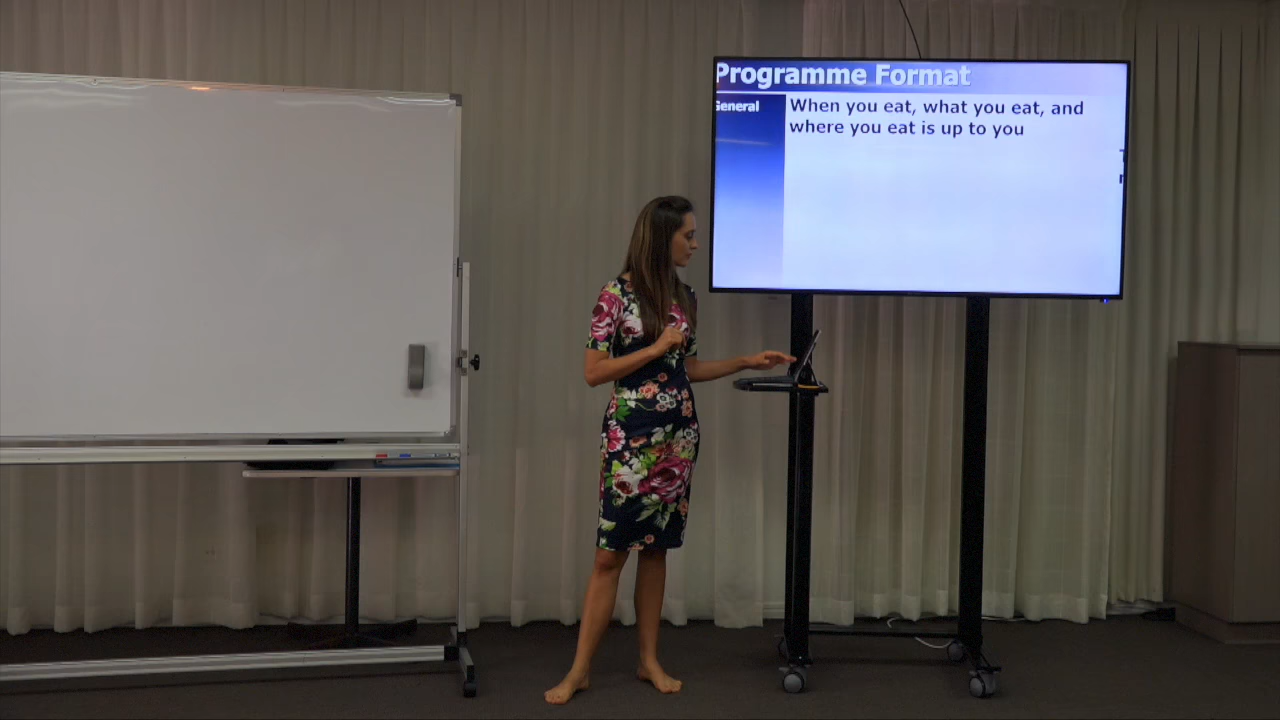 Programme Format
General
When you eat, what you eat, and
where you eat is up to you